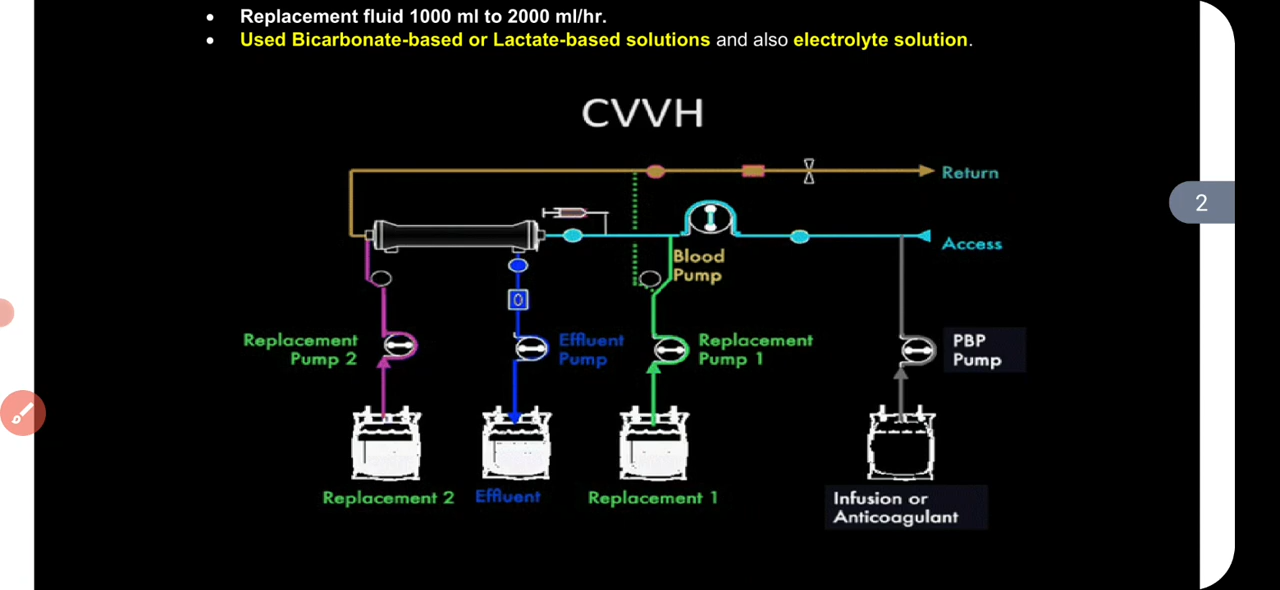 Replacement fluid 1000 ml to 2000 ml/hr.
Used Bicarbonate-based or Lactate-based solutions and also electrolyte solution.
CVVH
Return
2
Access
Blood
Pump
Replacement
Pump 2
Effluent
Pump
Replacement
Pump 1
PBP
Pump
Replacement 2
Effluent
Replacement 1
Infusion or
Anticoagulant